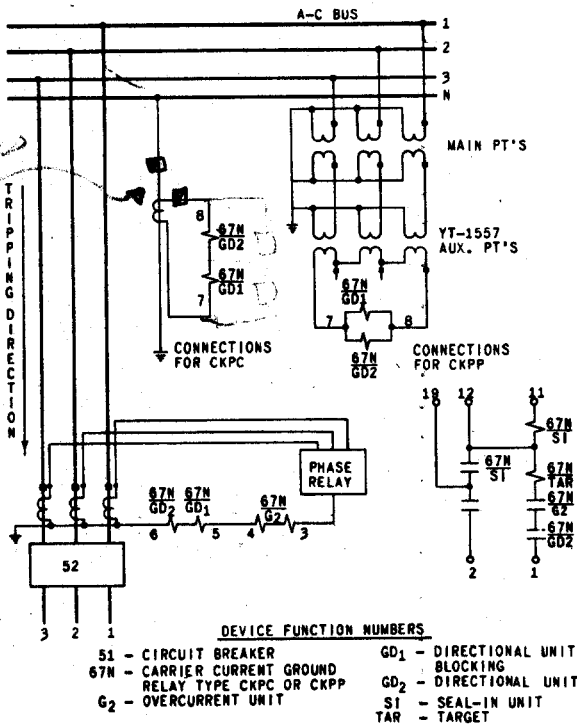 A-C BUS
1
2
3
N
MAIN PT'S
YT-1557
AUX. PT'S
TRIPPING DIRECTION
8
67N
GD2
67N
GD1
7
CONNECTIONS
FOR CKPC
67N
GD1
7
8
67N
GD2
CONNECTIONS
FOR CKPP
19
12
11
67N
SI
67N
SI
67N
TAR
67N
G2
67N
GD2
2
1
PHASE
RELAY
67N
GD2
67N
GD1
67N
G2
6
5
4
3
52
3
2
1
DEVICE FUNCTION NUMBERS
51 - CIRCUIT BREAKER
67N - CARRIER CURRENT GROUND
RELAY TYPE CKPC OR CKPP
G2 - OVERCURRENT UNIT
GD1 - DIRECTIONAL UNIT
BLOCKING
GD2 - DIRECTIONAL UNIT
SI - SEAL-IN UNIT
TAR - TARGET